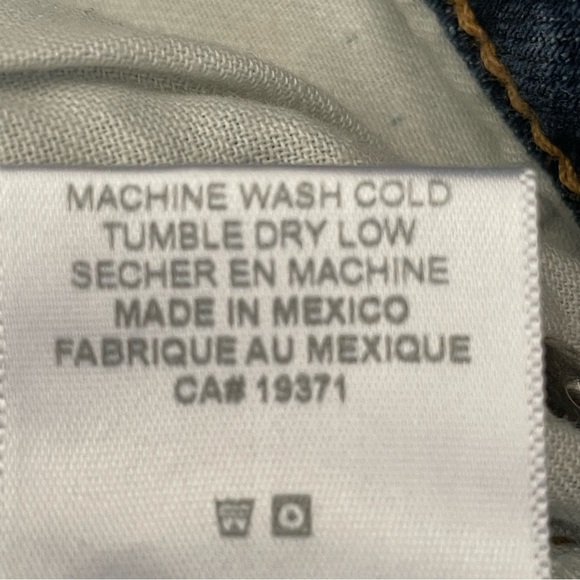 MACHINE WASH COLD
TUMBLE DRY LOW
SECHER EN MACHINE
MADE IN MEXICO
FABRIQUE AU MEXIQUE
CA# 19371